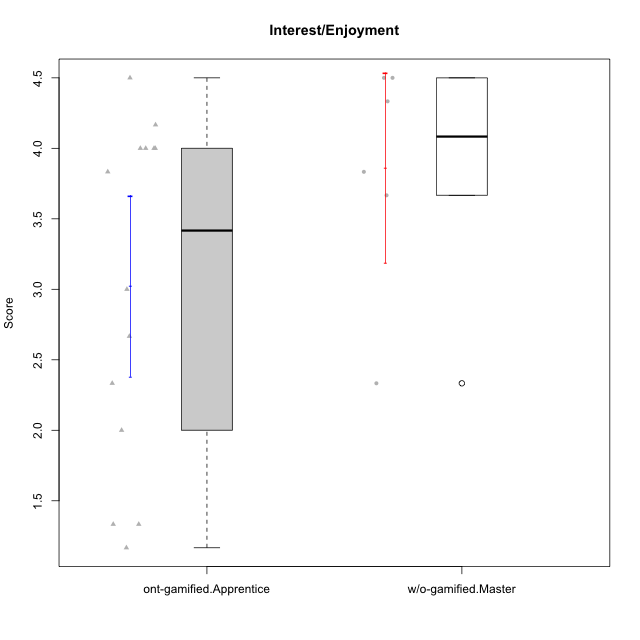 Interest/Enjoyment
Score
4.5
4.0
3.5
3.0
2.5
2.0
1.5
ont-gamified.Apprentice
w/o-gamified.Master